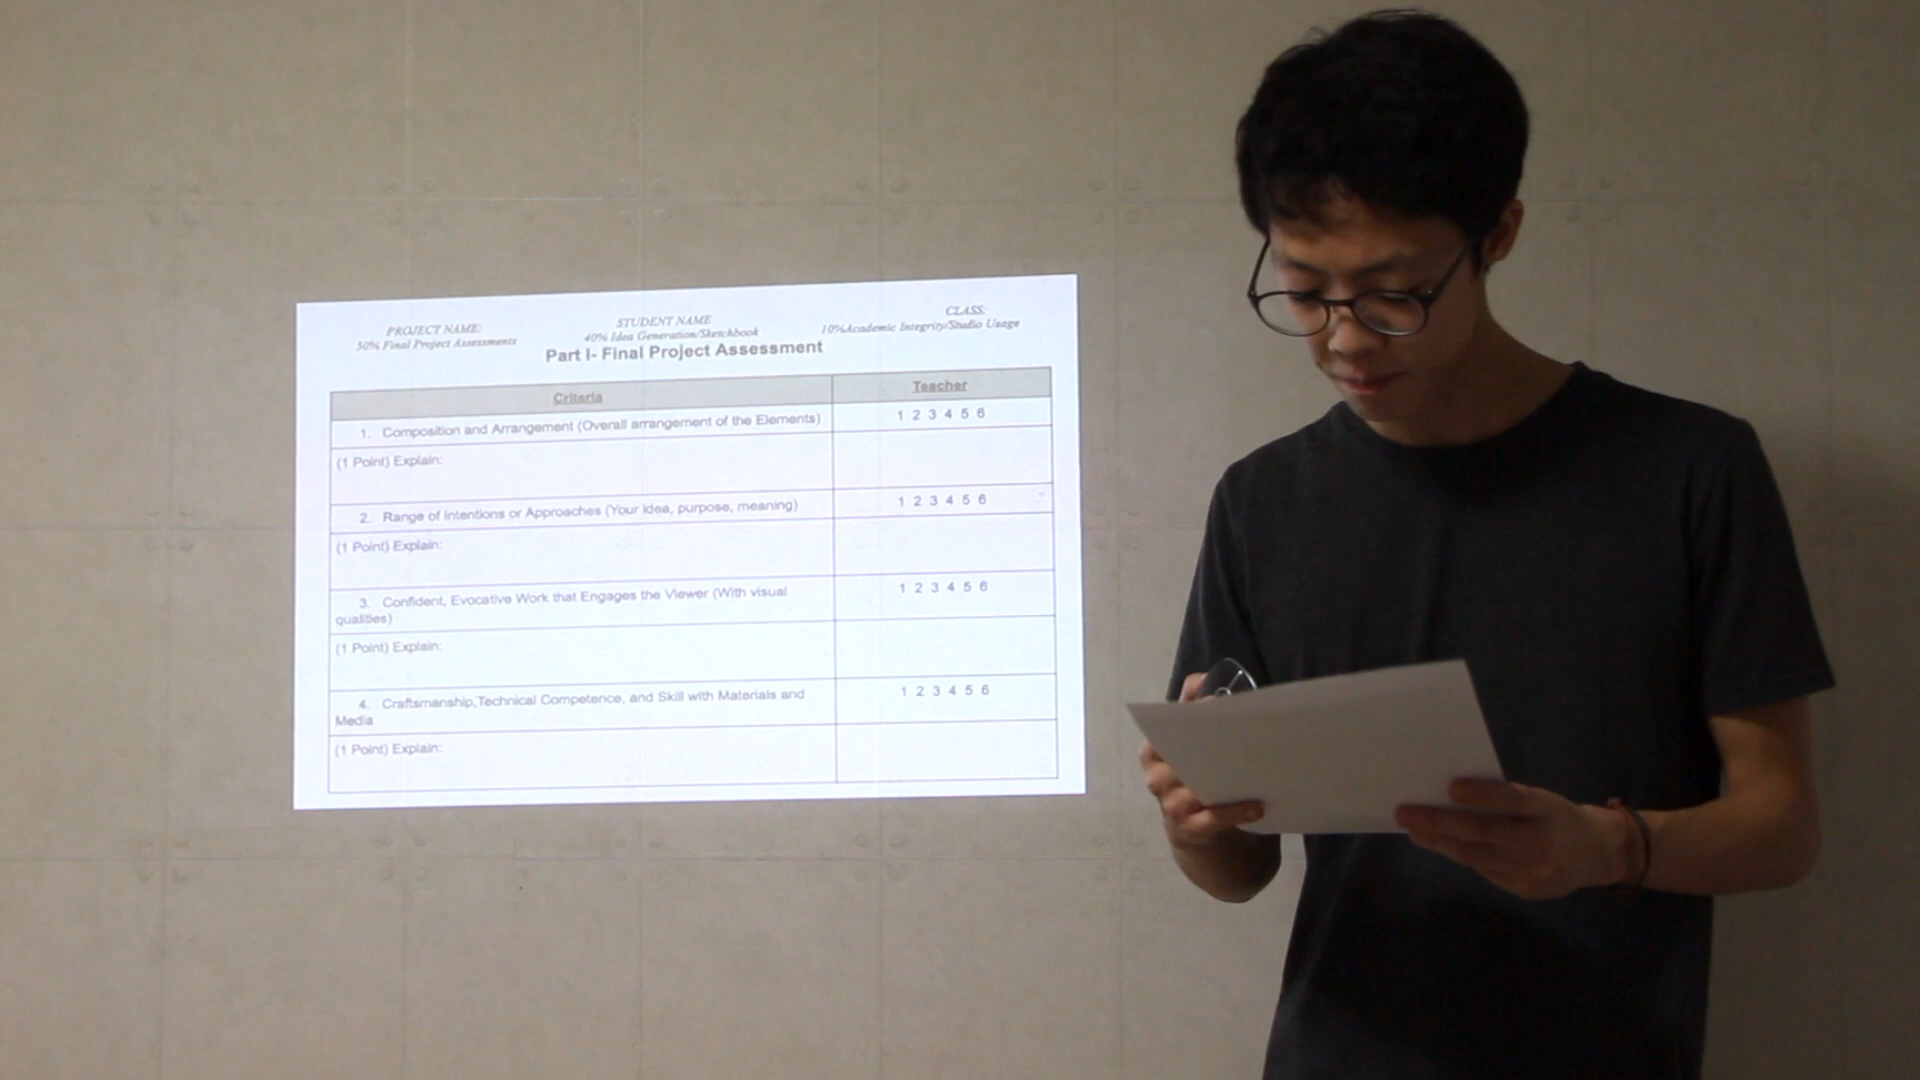 PROJECT NAME: STUDENT NAME CLASS:
50% Final Project Assessments 40% Idea Generation/Sketchbook 10%Academic Integrity/Studio Usage
Part I- Final Project Assessment
Criteria Teacher
1. Composition and Arrangement (Overall arrangement of the Elements) 1 2 3 4 5 6
(1 Point) Explain:
2. Range of Intentions or Approaches (Your idea, purpose, meaning) 1 2 3 4 5 6
(1 Point) Explain:
3. Confident, Evocative Work that Engages the Viewer (With visual 1 2 3 4 5 6
qualities)
(1 Point) Explain:
4. Craftsmanship,Technical Competence, and Skill with Materials and 1 2 3 4 5 6
Media
(1 Point) Explain: